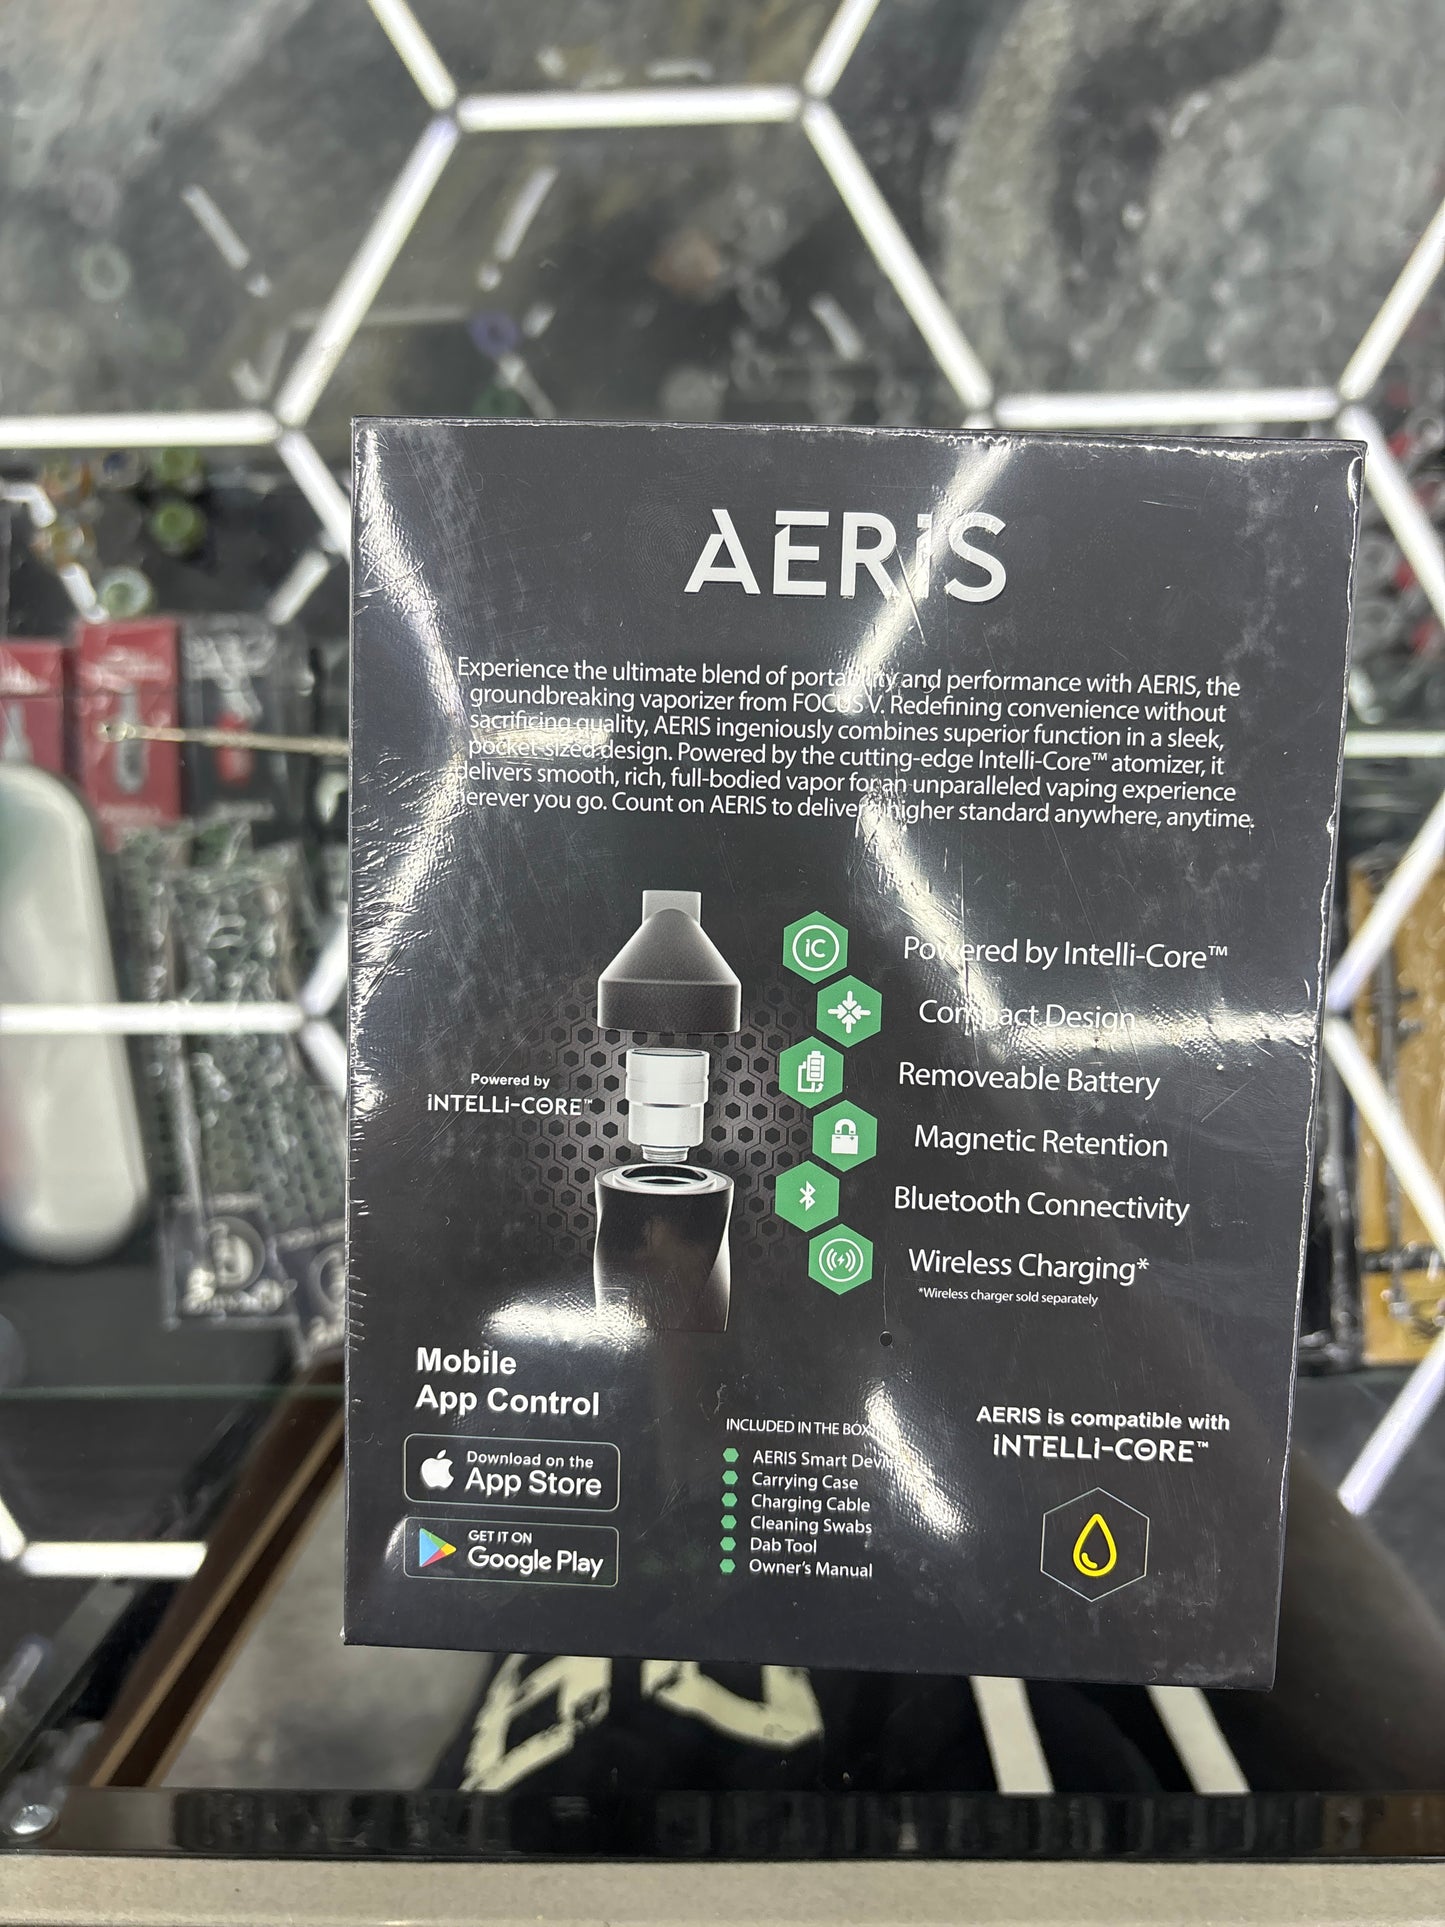 AERiS
Experience the ultimate blend of portability and performance with AERIS, the
groundbreaking vaporizer from FOCUS V. Redefining convenience without
sacrificing quality, AERIS ingeniously combines superior function in a sleek,
pocket-sized design. Powered by the cutting-edge Intelli-Core™ atomizer, it
delivers smooth, rich, full-bodied vapor for an unparalleled vaping experience
wherever you go. Count on AERIS to deliver a higher standard anywhere, anytime.
iC
Powered by Intelli-Core™
Compact Design
Removeable Battery
Magnetic Retention
Bluetooth Connectivity
Wireless Charging*
*Wireless charger sold separately
Powered by
iNTELLi-CORE™
Mobile
App Control
Download on the
App Store
GET IT ON
Google Play
INCLUDED IN THE BOX
AERIS Smart Device
Carrying Case
Charging Cable
Cleaning Swabs
Dab Tool
Owner's Manual
AERIS is compatible with
iNTELLi-CORE™